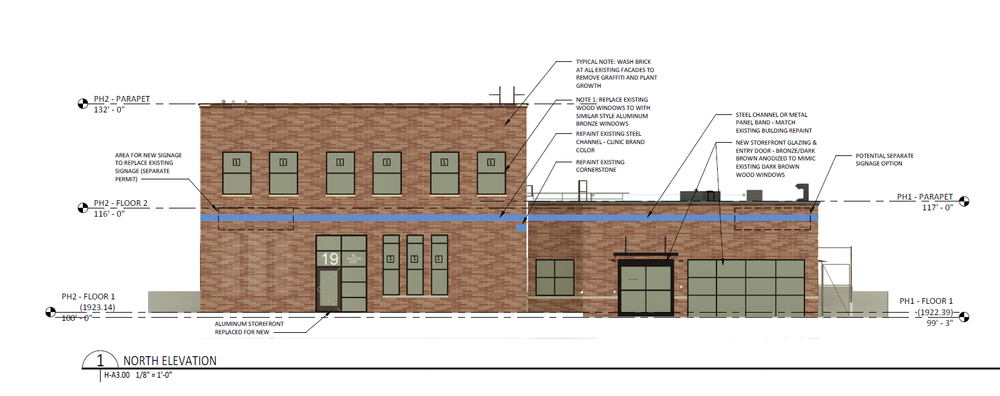 TYPICAL NOTE: WASH BRICK
AT ALL EXISTING FACADES TO
REMOVE GRAFFITI AND PLANT
GROWTH
PH2 - PARAPET
132' - 0"
NOTE 1: REPLACE EXISTING
WOOD WINDOWS TO WITH
SIMILAR STYLE ALUMINUM
BRONZE WINDOWS
STEEL CHANNEL OR METAL
PANEL BAND - MATCH
EXISTING BUILDING REPAINT
REPAINT EXISTING STEEL
CHANNEL - CLINIC BRAND
COLOR
NEW STOREFRONT GLAZING &
ENTRY DOOR - BRONZE/DARK
BROWN ANODIZED TO MIMIC
EXISTING DARK BROWN
WOOD WINDOWS
AREA FOR NEW SIGNAGE
TO REPLACE EXISTING
SIGNAGE (SEPARATE
PERMIT)
POTENTIAL SEPARATE
SIGNAGE OPTION
REPAINT EXISTING
CORNERSTONE
1 1 1 1 1 1
PH2 - FLOOR 2
116' - 0"
PH1 - PARAPET
117' - 0"
19
W.
PACIFIC
AVE.
1 1 1
PH2 - FLOOR 1
(1923.14)
100' - 0"
PH1 - FLOOR 1
(1922.39)
99' - 3"
ALUMINUM STOREFRONT
REPLACED FOR NEW
1 NORTH ELEVATION
H-A3.00 1/8" = 1'-0"